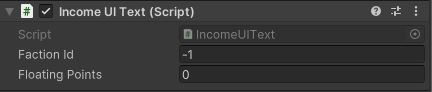 Income UI Text (Script)
Script IncomeUIText
Faction Id -1
Floating Points 0